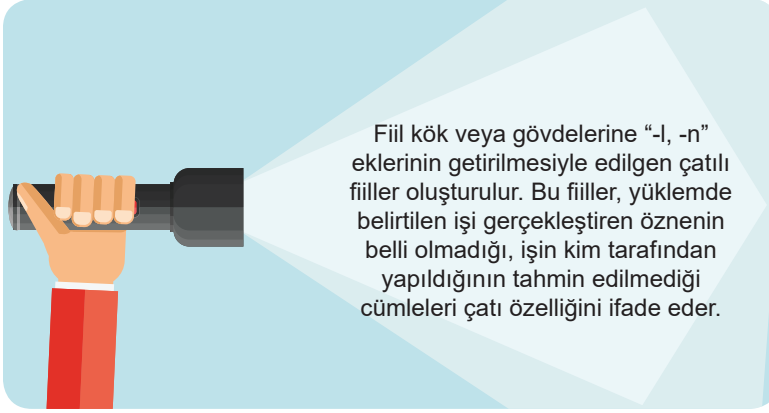 Fiil kök veya gövdelerine “-l, -n”
eklerinin getirilmesiyle edilgen çatılı
fiiller oluşturulur. Bu fiiller, yüklemde
belirtilen işi gerçekleştiren öznenin
belli olmadığı, işin kim tarafından
yapıldığının tahmin edilmediği
cümleleri çatı özelliğini ifade eder.